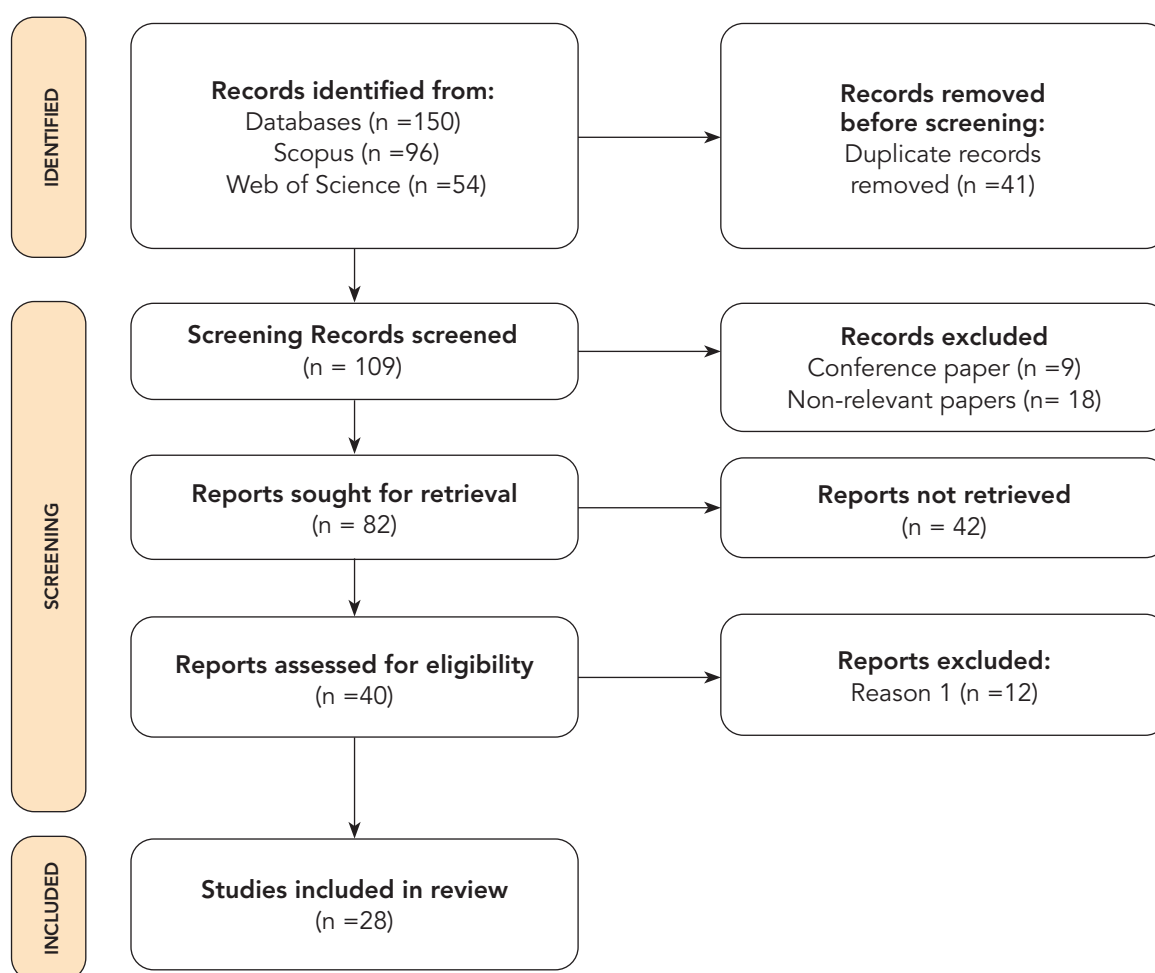 IDENTIFIED
Records identified from:
Databases (n =150)
Scopus (n =96)
Web of Science (n =54)
Records removed
before screening:
Duplicate records
removed (n =41)
SCREENING
Screening Records screened
(n = 109)
Records excluded
Conference paper (n =9)
Non-relevant papers (n= 18)
Reports sought for retrieval
(n = 82)
Reports not retrieved
(n = 42)
Reports assessed for eligibility
(n =40)
Reports excluded:
Reason 1 (n =12)
INCLUDED
Studies included in review
(n =28)